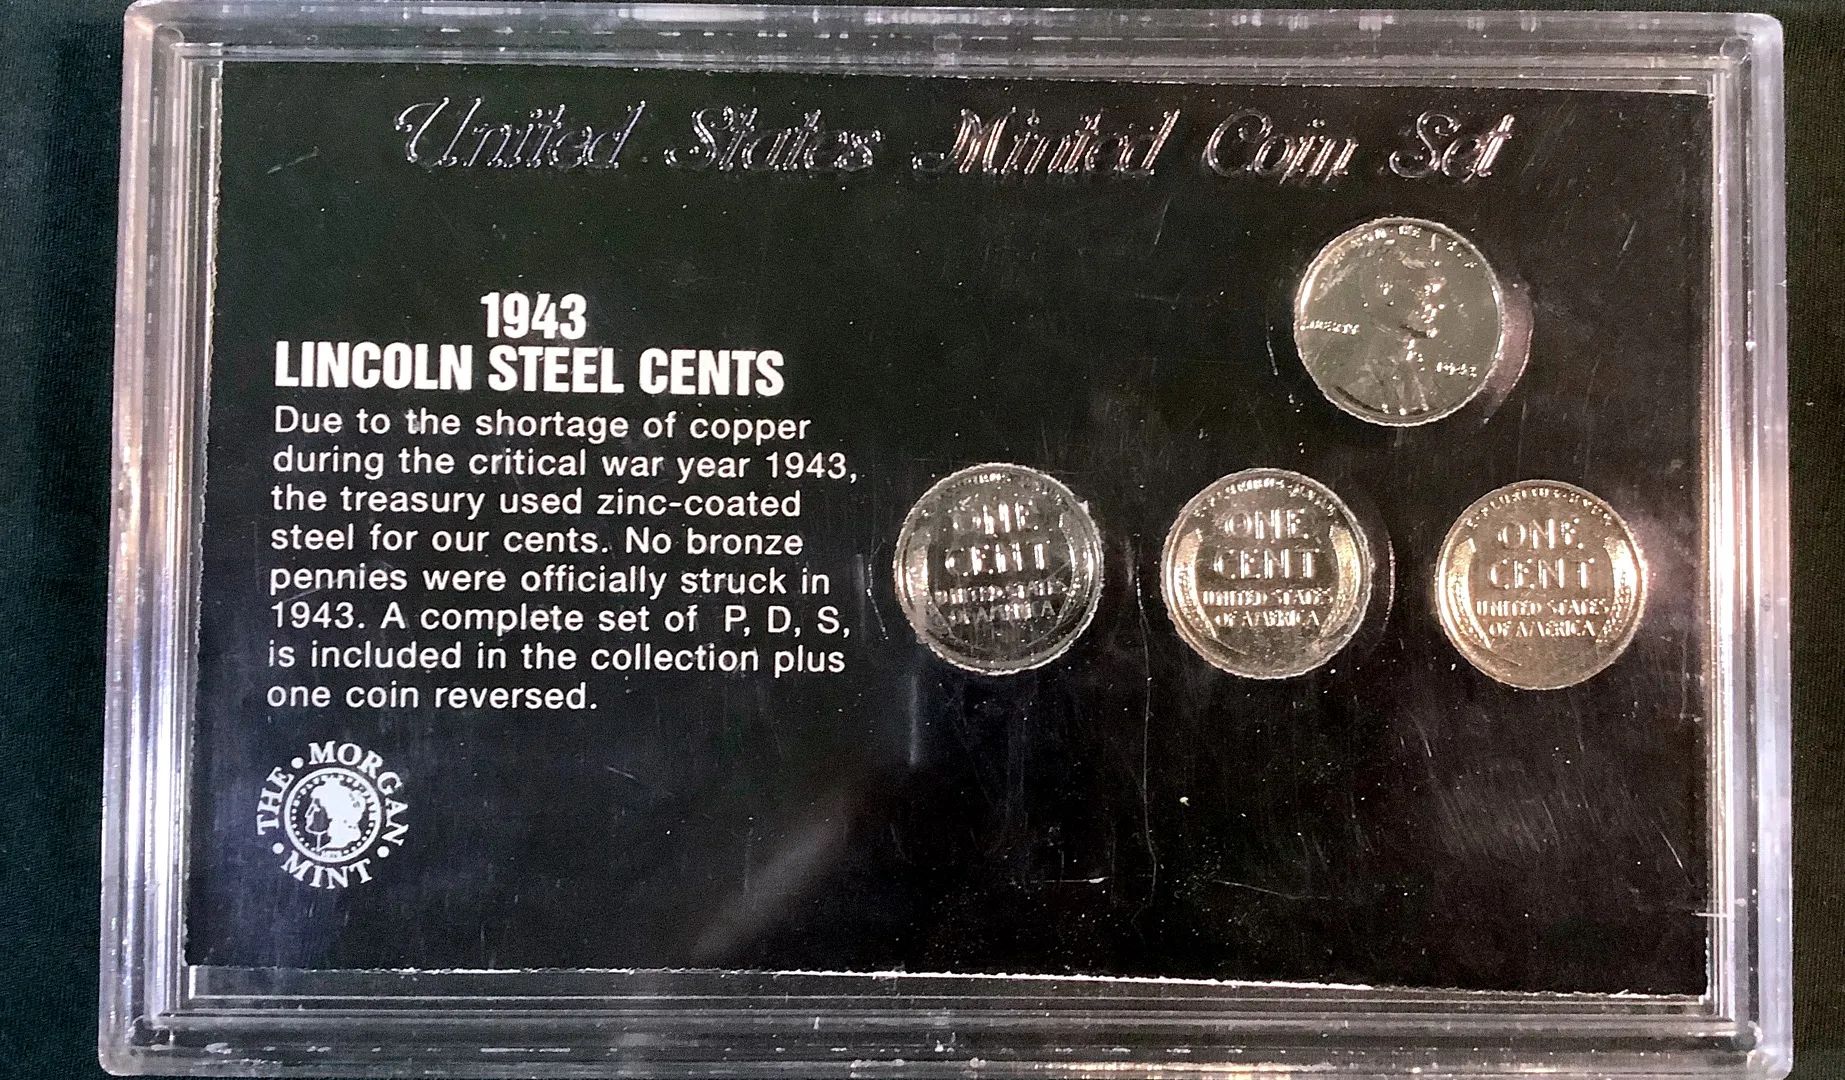 United States Minted Coin Set
1943
LINCOLN STEEL CENTS
Due to the shortage of copper
during the critical war year 1943,
the treasury used zinc-coated
steel for our cents. No bronze
pennies were officially struck in
1943. A complete set of P, D, S,
is included in the collection plus
one coin reversed.
THE • MORGAN • MINT •
LIBERTY
1943
ONE
CENT
UNITED STATES
OF AMERICA
ONE
CENT
UNITED STATES
OF AMERICA
ONE
CENT
UNITED STATES
OF AMERICA